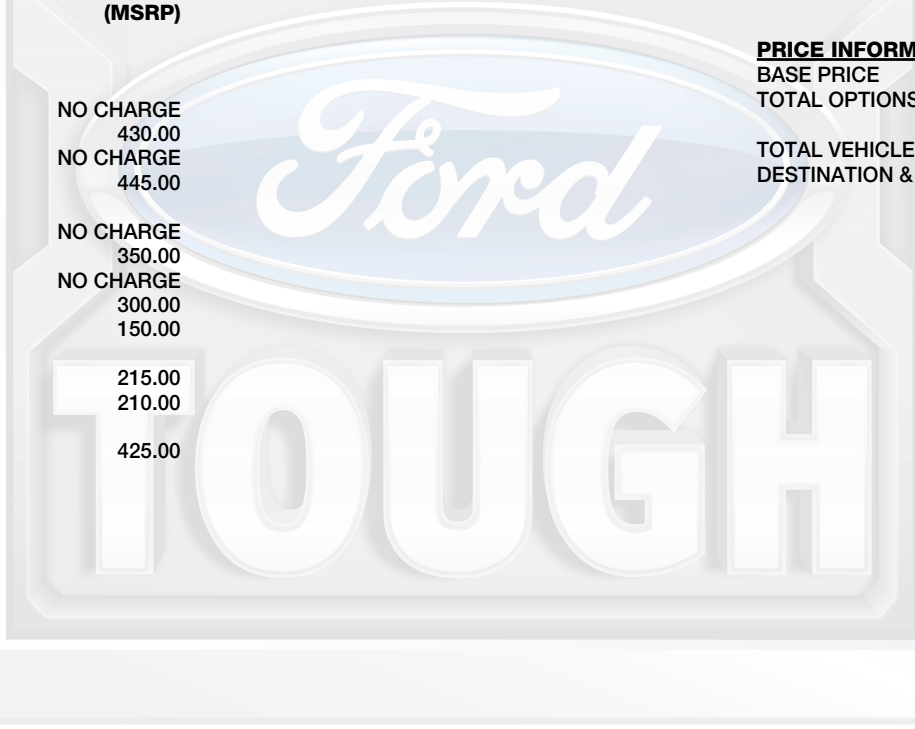 (MSRP)
NO CHARGE
430.00
NO CHARGE
445.00
NO CHARGE
350.00
NO CHARGE
300.00
150.00
215.00
210.00
425.00
PRICE INFORM
BASE PRICE
TOTAL OPTIONS
TOTAL VEHICLE
DESTINATION &
Ford
TOUGH